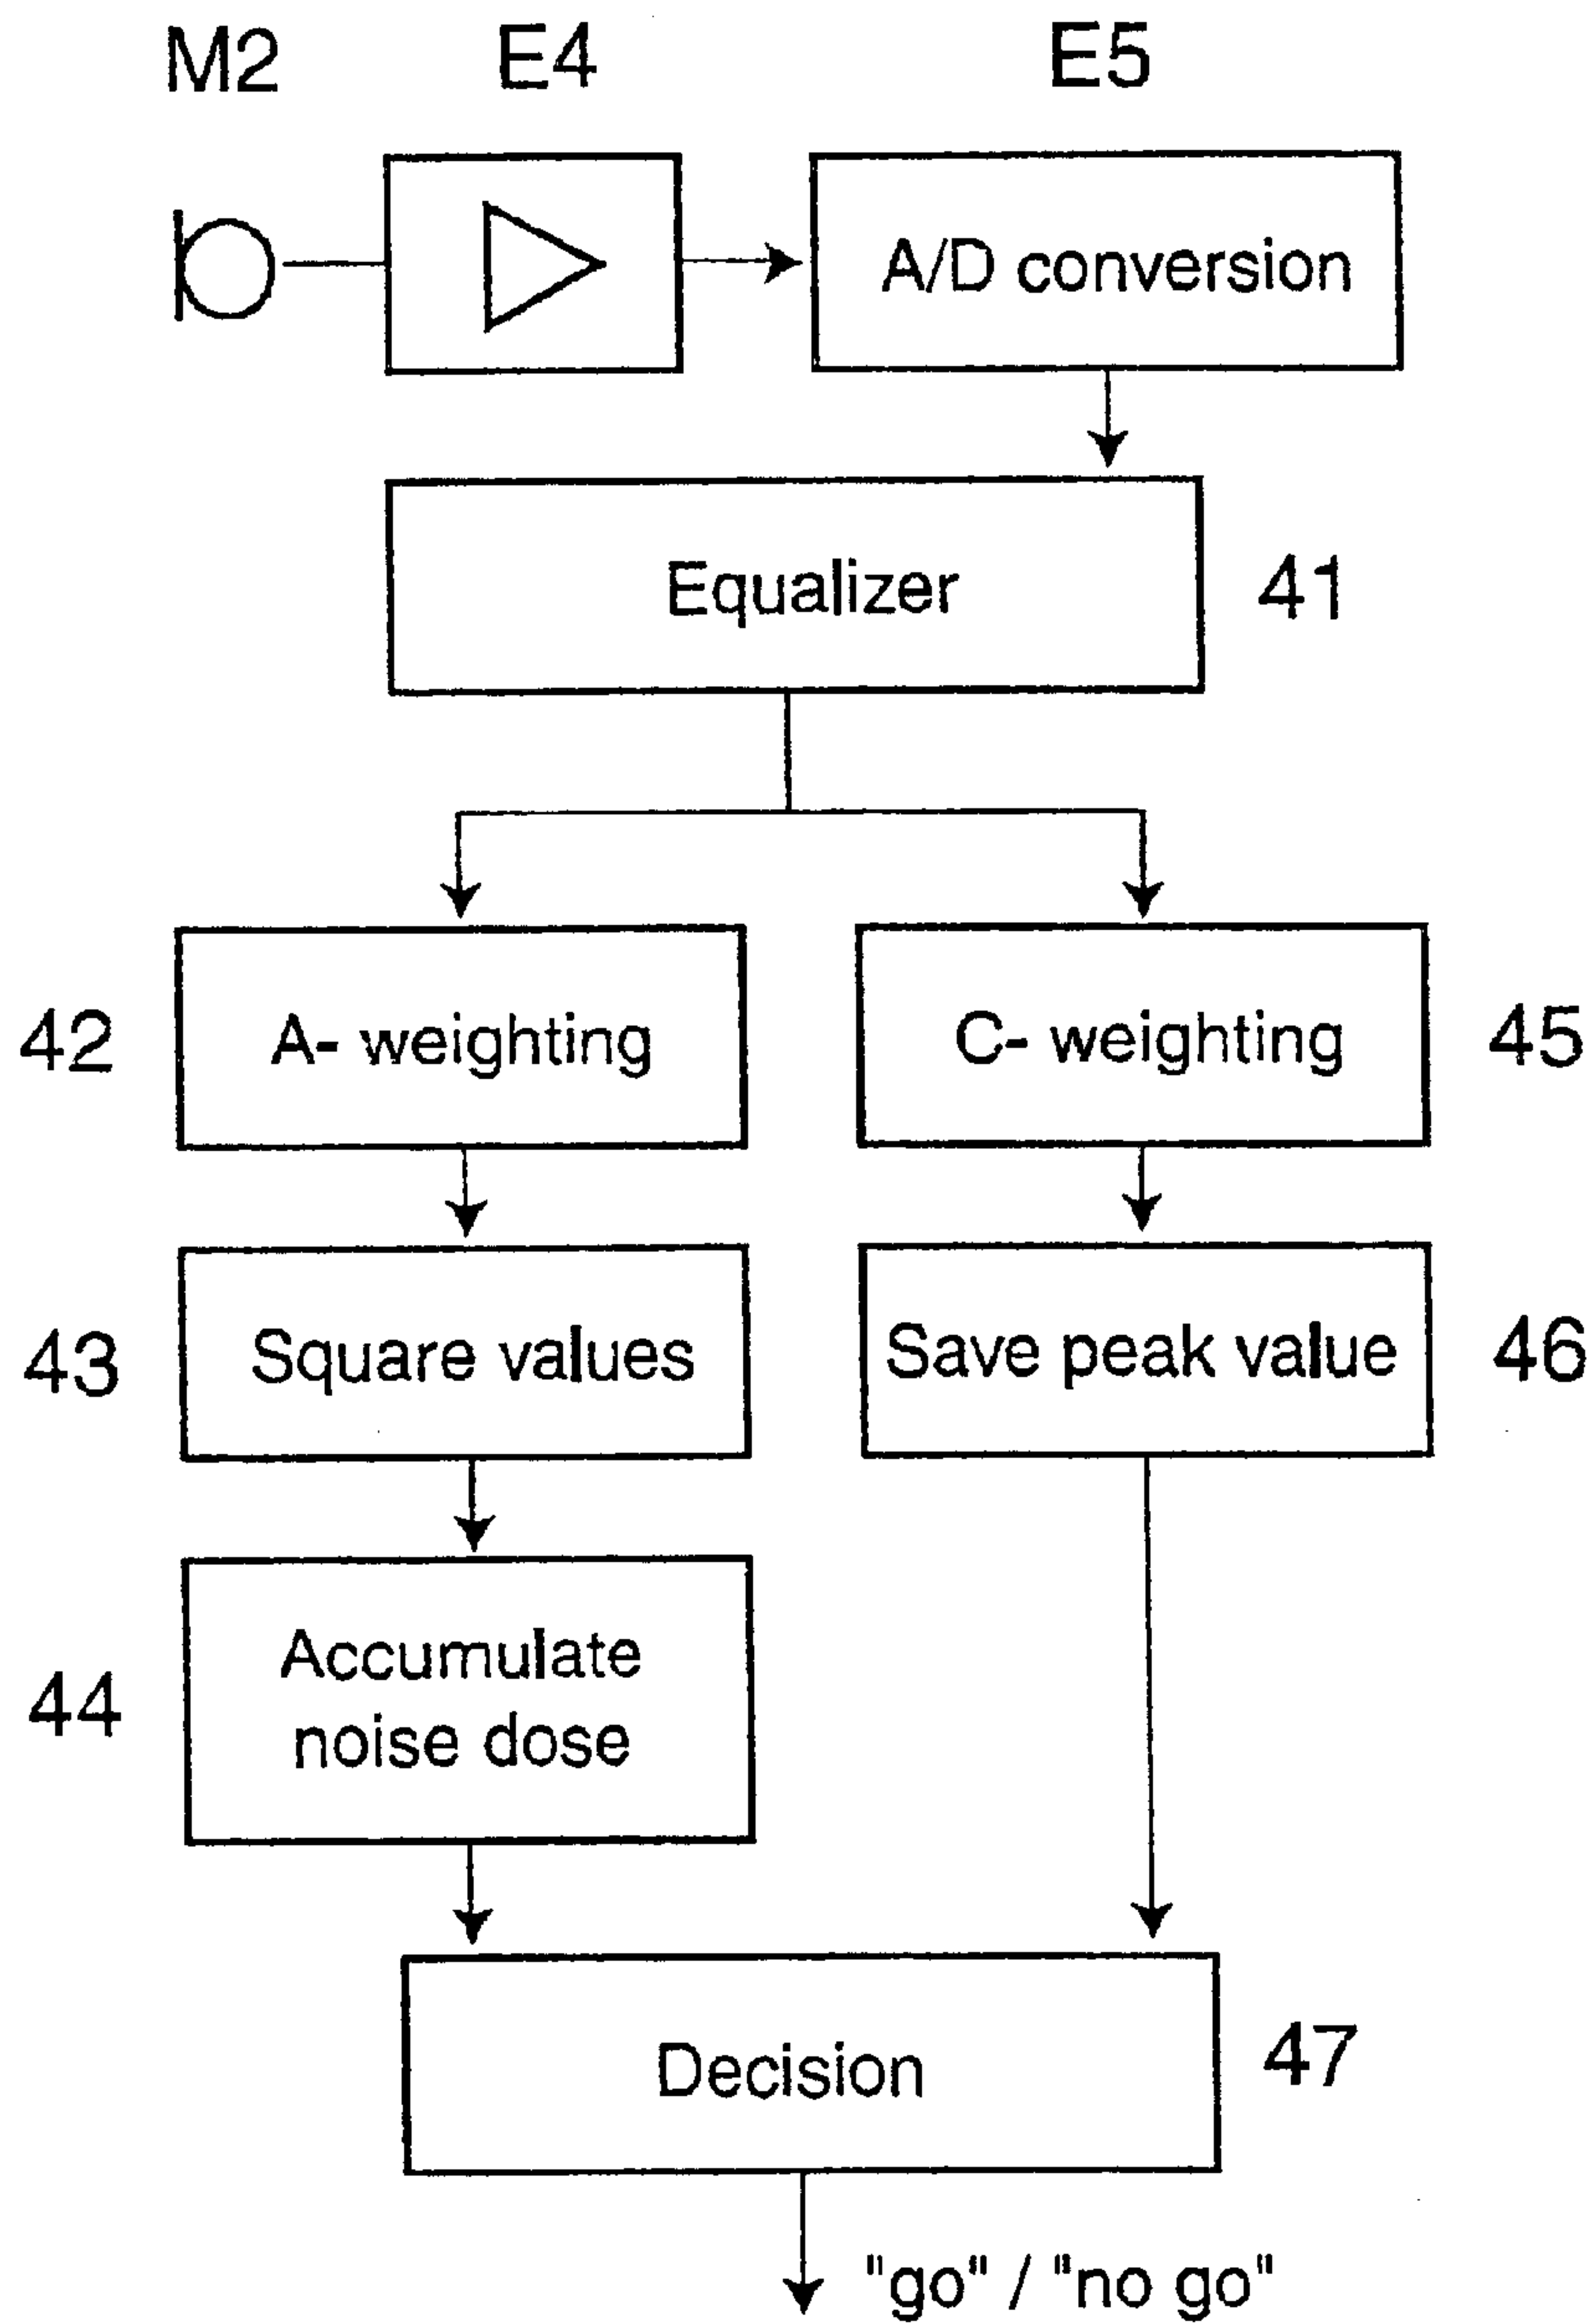 M2 E4 E5
A/D conversion
Equalizer 41
42 A- weighting C- weighting 45
43 Square values Save peak value 46
44 Accumulate
noise dose
Decision 47
"go" / "no go"